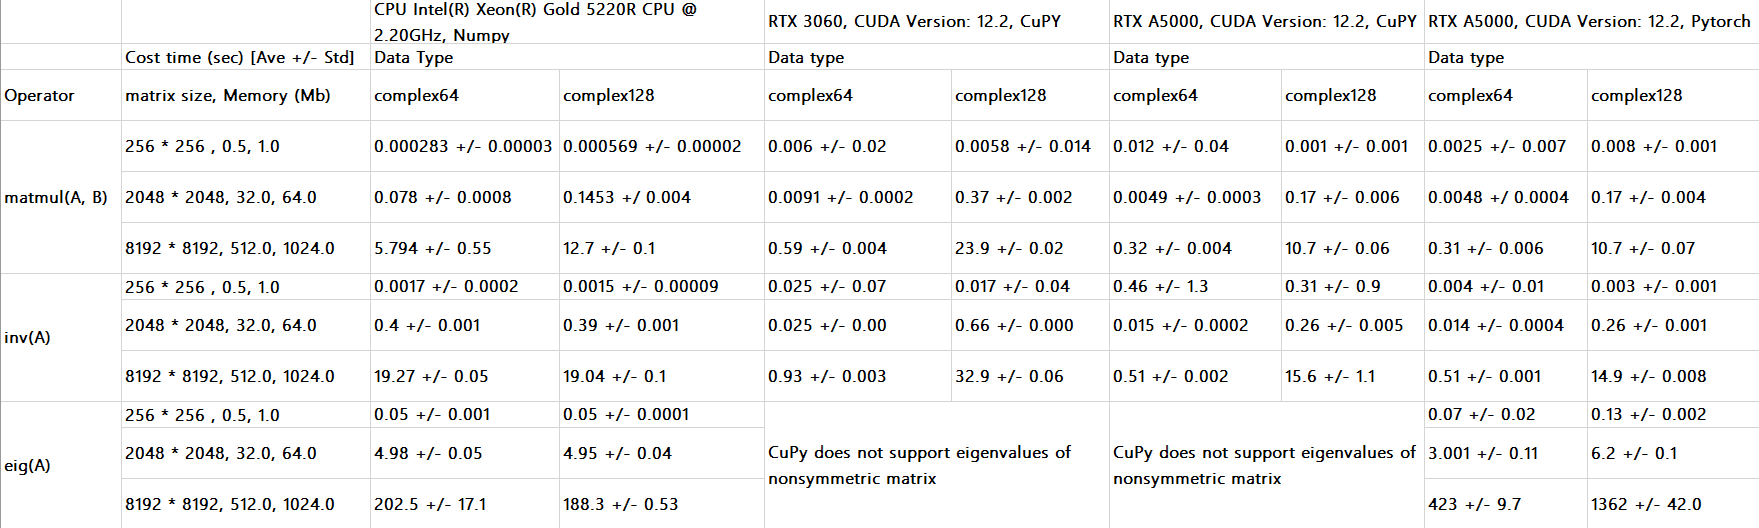 CPU Intel(R) Xeon(R) Gold 5220R CPU @ 2.20GHz, Numpy RTX 3060, CUDA Version: 12.2, CuPY RTX A5000, CUDA Version: 12.2, CuPY RTX A5000, CUDA Version: 12.2, Pytorch
Cost time (sec) [Ave +/- Std] Data Type Data type Data type Data type
Operator matrix size, Memory (Mb) complex64 complex128 complex64 complex128 complex64 complex128 complex64 complex128
256 * 256 , 0.5, 1.0 0.000283 +/- 0.00003 0.000569 +/- 0.00002 0.006 +/- 0.02 0.0058 +/- 0.014 0.012 +/- 0.04 0.001 +/- 0.001 0.0025 +/- 0.007 0.008 +/- 0.001
matmul(A, B) 2048 * 2048, 32.0, 64.0 0.078 +/- 0.0008 0.1453 +/ 0.004 0.0091 +/- 0.0002 0.37 +/- 0.002 0.0049 +/- 0.0003 0.17 +/- 0.006 0.0048 +/ 0.0004 0.17 +/- 0.004
8192 * 8192, 512.0, 1024.0 5.794 +/- 0.55 12.7 +/- 0.1 0.59 +/- 0.004 23.9 +/- 0.02 0.32 +/- 0.004 10.7 +/- 0.06 0.31 +/- 0.006 10.7 +/- 0.07
256 * 256 , 0.5, 1.0 0.0017 +/- 0.0002 0.0015 +/- 0.00009 0.025 +/- 0.07 0.017 +/- 0.04 0.46 +/- 1.3 0.31 +/- 0.9 0.004 +/- 0.01 0.003 +/- 0.001
inv(A) 2048 * 2048, 32.0, 64.0 0.4 +/- 0.001 0.39 +/- 0.001 0.025 +/- 0.00 0.66 +/- 0.000 0.015 +/- 0.0002 0.26 +/- 0.005 0.014 +/- 0.0004 0.26 +/- 0.001
8192 * 8192, 512.0, 1024.0 19.27 +/- 0.05 19.04 +/- 0.1 0.93 +/- 0.003 32.9 +/- 0.06 0.51 +/- 0.002 15.6 +/- 1.1 0.51 +/- 0.001 14.9 +/- 0.008
256 * 256 , 0.5, 1.0 0.05 +/- 0.001 0.05 +/- 0.0001 0.07 +/- 0.02 0.13 +/- 0.002
eig(A) 2048 * 2048, 32.0, 64.0 4.98 +/- 0.05 4.95 +/- 0.04 CuPy does not support eigenvalues of nonsymmetric matrix CuPy does not support eigenvalues of nonsymmetric matrix 3.001 +/- 0.11 6.2 +/- 0.1
8192 * 8192, 512.0, 1024.0 202.5 +/- 17.1 188.3 +/- 0.53 423 +/- 9.7 1362 +/- 42.0